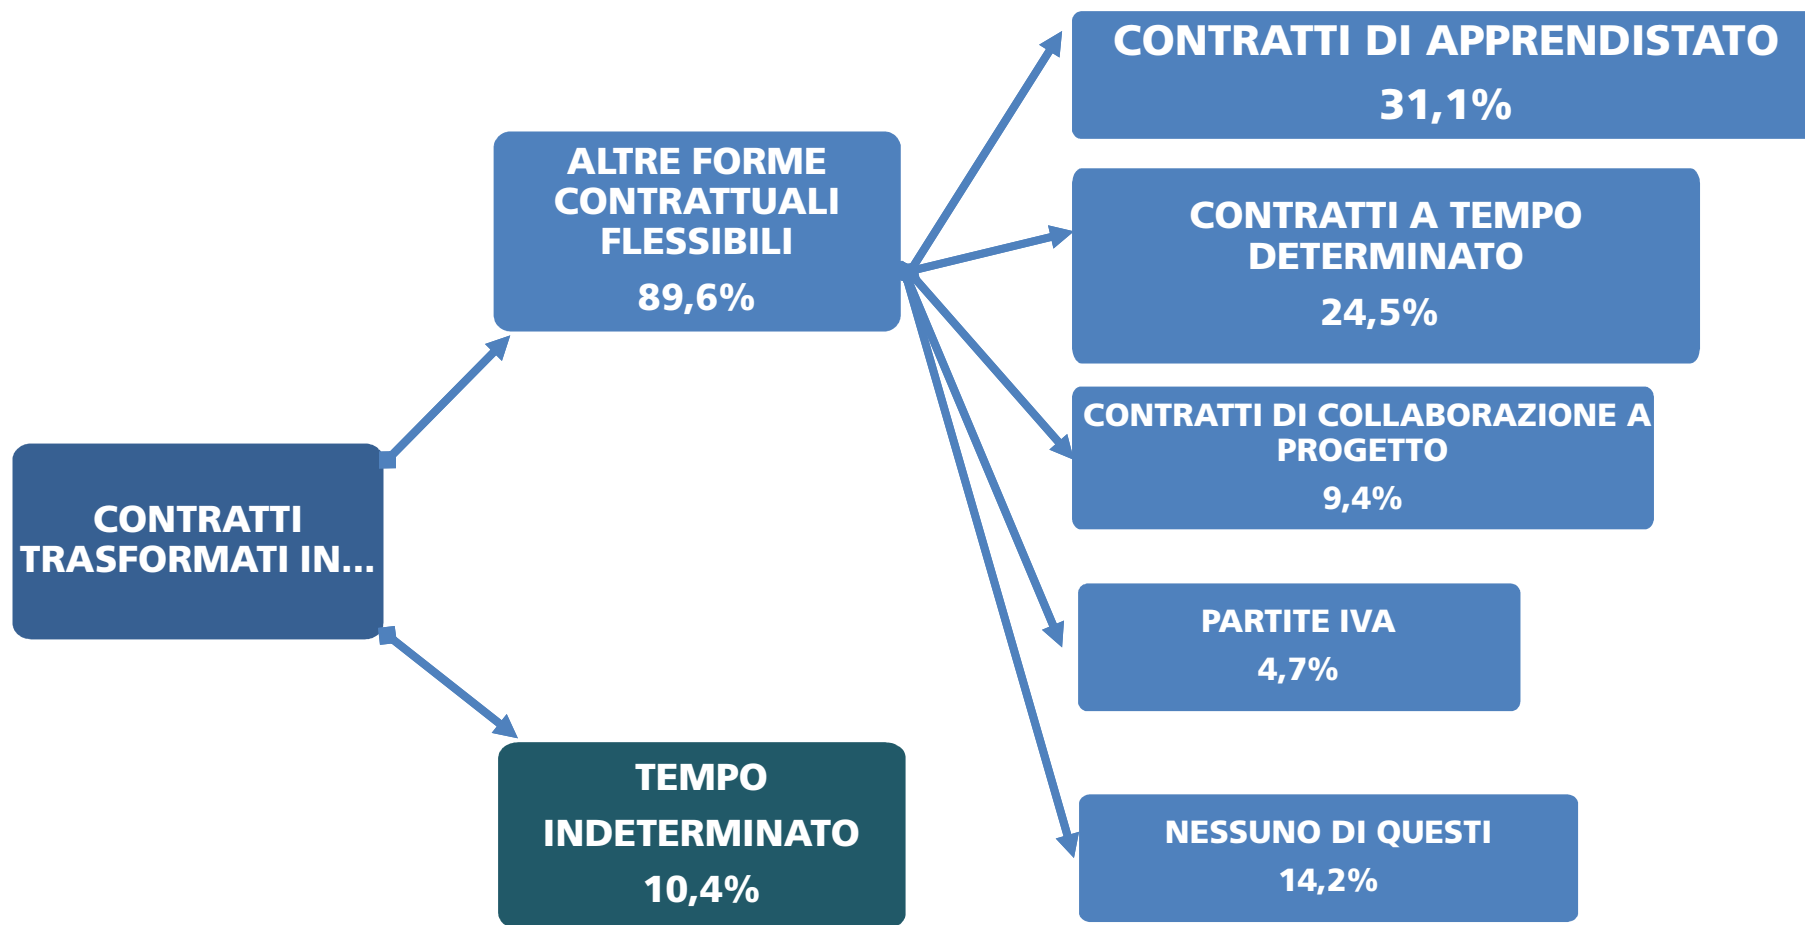 CONTRATTI
TRASFORMATI IN...
ALTRE FORME
CONTRATTUALI
FLESSIBILI
89,6%
TEMPO
INDETERMINATO
10,4%
CONTRATTI DI APPRENDISTATO
31,1%
CONTRATTI A TEMPO
DETERMINATO
24,5%
CONTRATTI DI COLLABORAZIONE A
PROGETTO
9,4%
PARTITE IVA
4,7%
NESSUNO DI QUESTI
14,2%